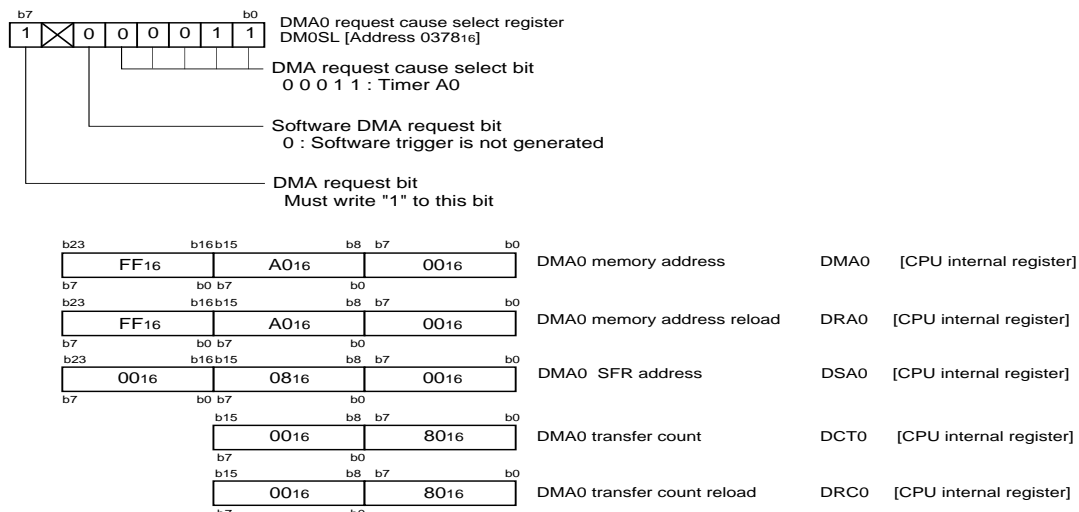 b7 b0
1 0 0 0 0 1 1
DMA0 request cause select register
DM0SL [Address 037816]
DMA request cause select bit
0 0 0 1 1 : Timer A0
Software DMA request bit
0 : Software trigger is not generated
DMA request bit
Must write "1" to this bit
b23 b16 b15 b8 b7 b0
FF16 A016 0016 DMA0 memory address DMA0 [CPU internal register]
b7 b0 b7 b0
b23 b16 b15 b8 b7 b0
FF16 A016 0016 DMA0 memory address reload DRA0 [CPU internal register]
b7 b0 b7 b0
b23 b16 b15 b8 b7 b0
0016 0816 0016 DMA0 SFR address DSA0 [CPU internal register]
b7 b0 b7 b0
b15 b8 b7 b0
0016 8016 DMA0 transfer count DCT0 [CPU internal register]
b7 b0
b15 b8 b7 b0
0016 8016 DMA0 transfer count reload DRC0 [CPU internal register]
b7 b0